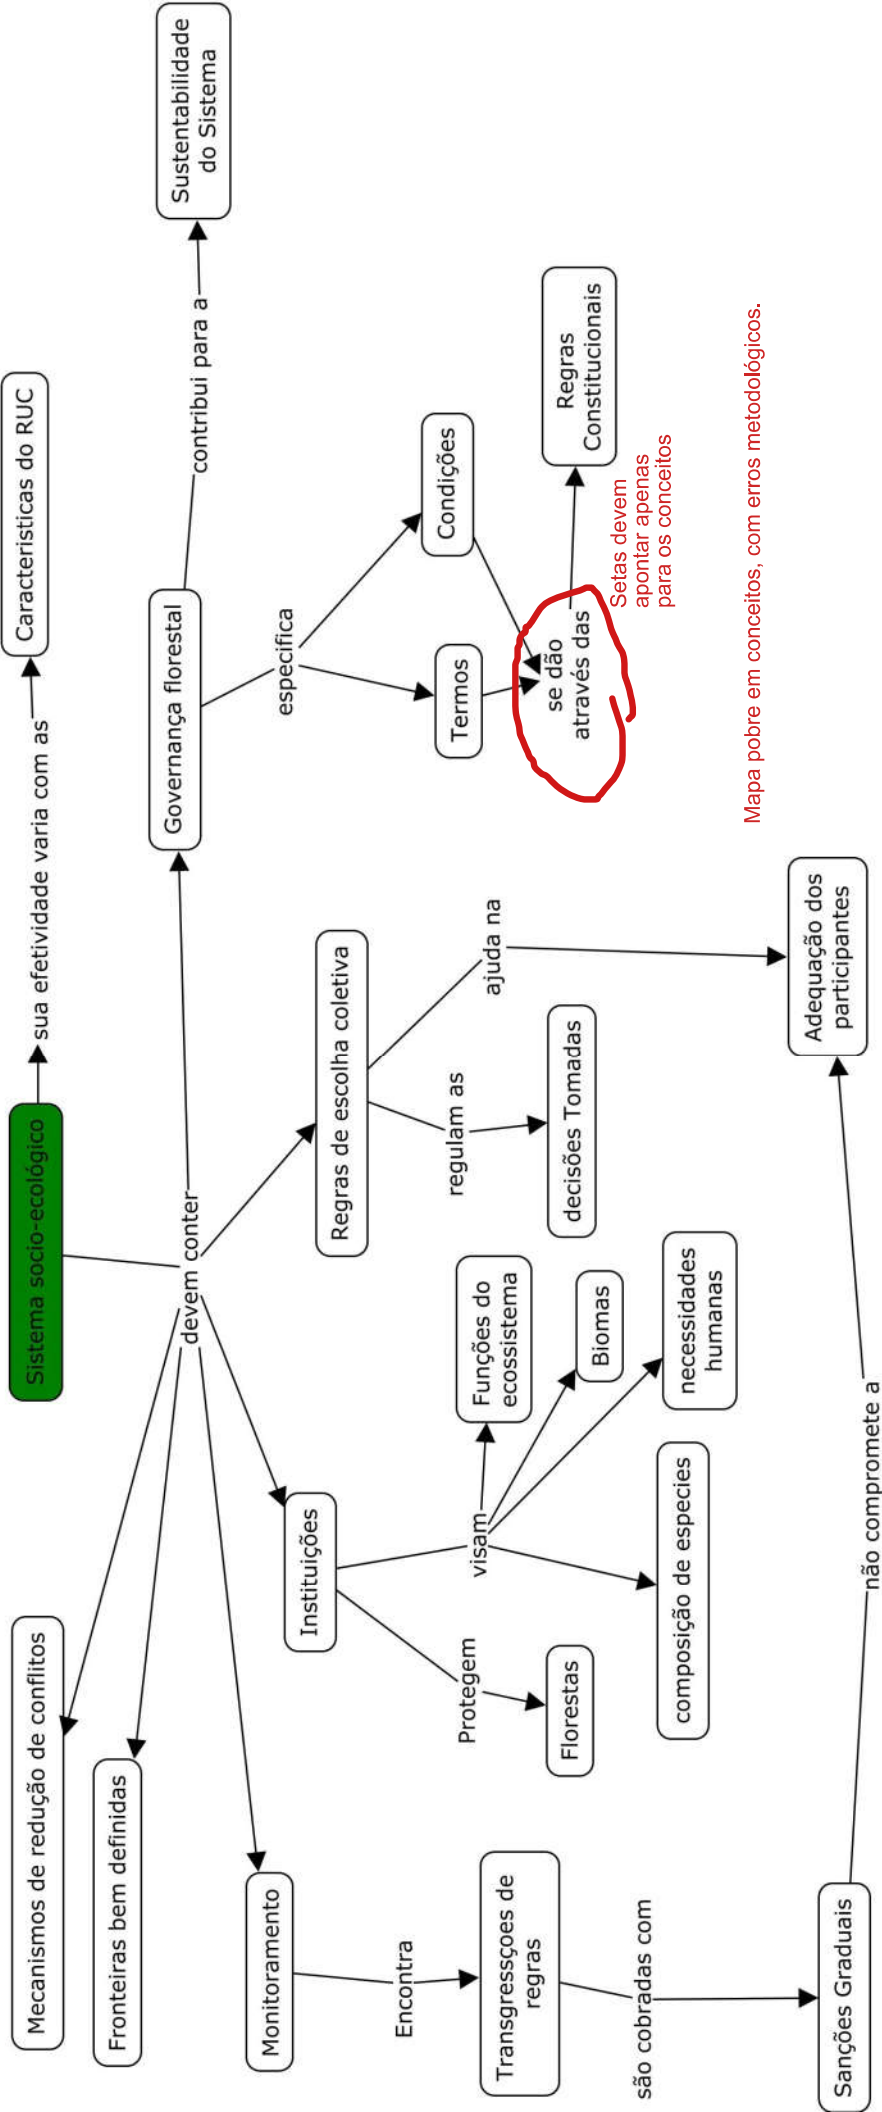 Sistema socio-ecológico
sua efetividade varia com as
Caracteristicas do RUC
devem conter
Mecanismos de redução de conflitos
Fronteiras bem definidas
Monitoramento
Encontra
Transgressçoes de
regras
são cobradas com
Sanções Graduais
não compromete a
Instituições
Protegem
Florestas
visam
composição de especies
Funções do
ecossistema
Biomas
necessidades
humanas
Regras de escolha coletiva
regulam as
decisões Tomadas
ajuda na
Adequação dos
participantes
Governança florestal
contribui para a
Sustentabilidade
do Sistema
especifica
Termos
Condições
se dão
através das
Regras
Constitucionais
Setas devem
apontar apenas
para os conceitos
Mapa pobre em conceitos, com erros metodológicos.